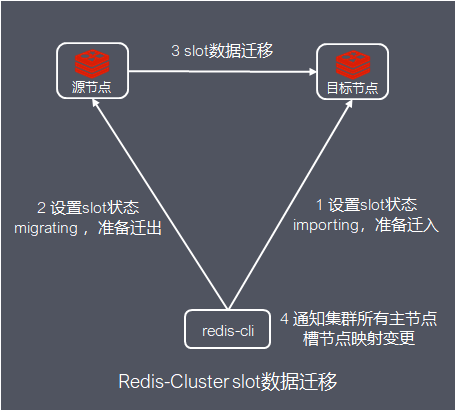 3 slot数据迁移
源节点
目标节点
2 设置slot状态
migrating ，准备迁出
1 设置slot状态
importing，准备迁入
redis-cli
4 通知集群所有主节点
槽节点映射变更
Redis-Cluster slot数据迁移